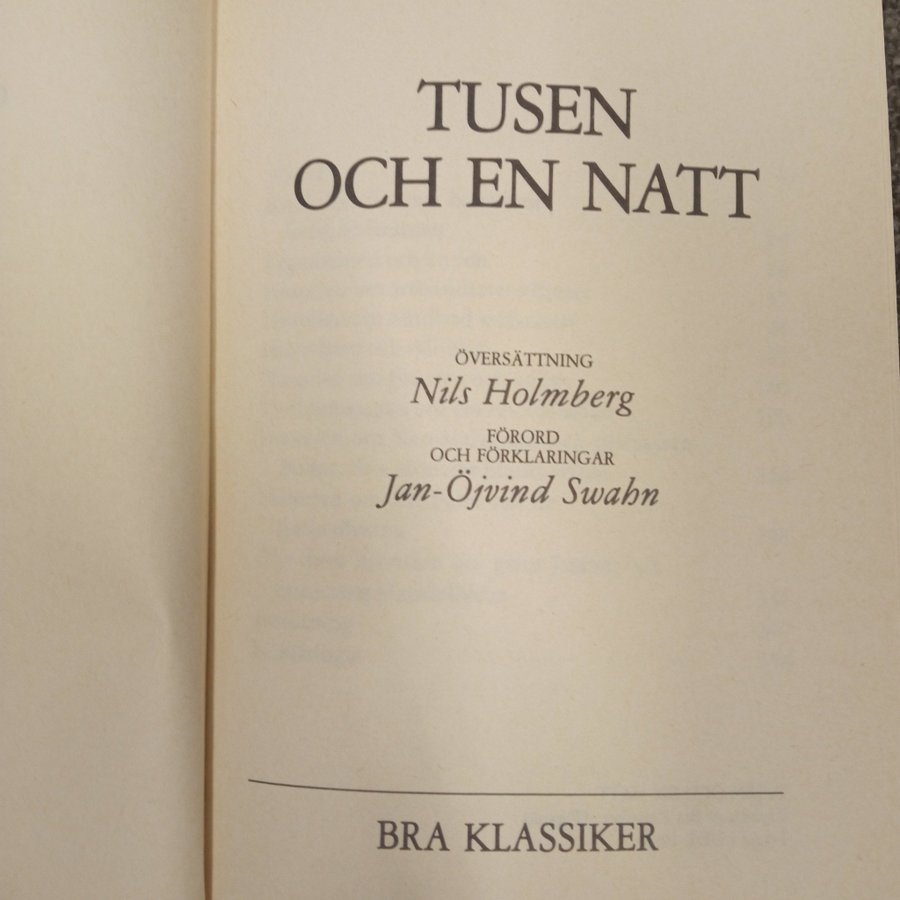 TUSEN
OCH EN NATT
ÖVERSÄTTNING
Nils Holmberg
FÖRORD
OCH FÖRKLARINGAR
Jan-Öjvind Swahn
BRA KLASSIKER